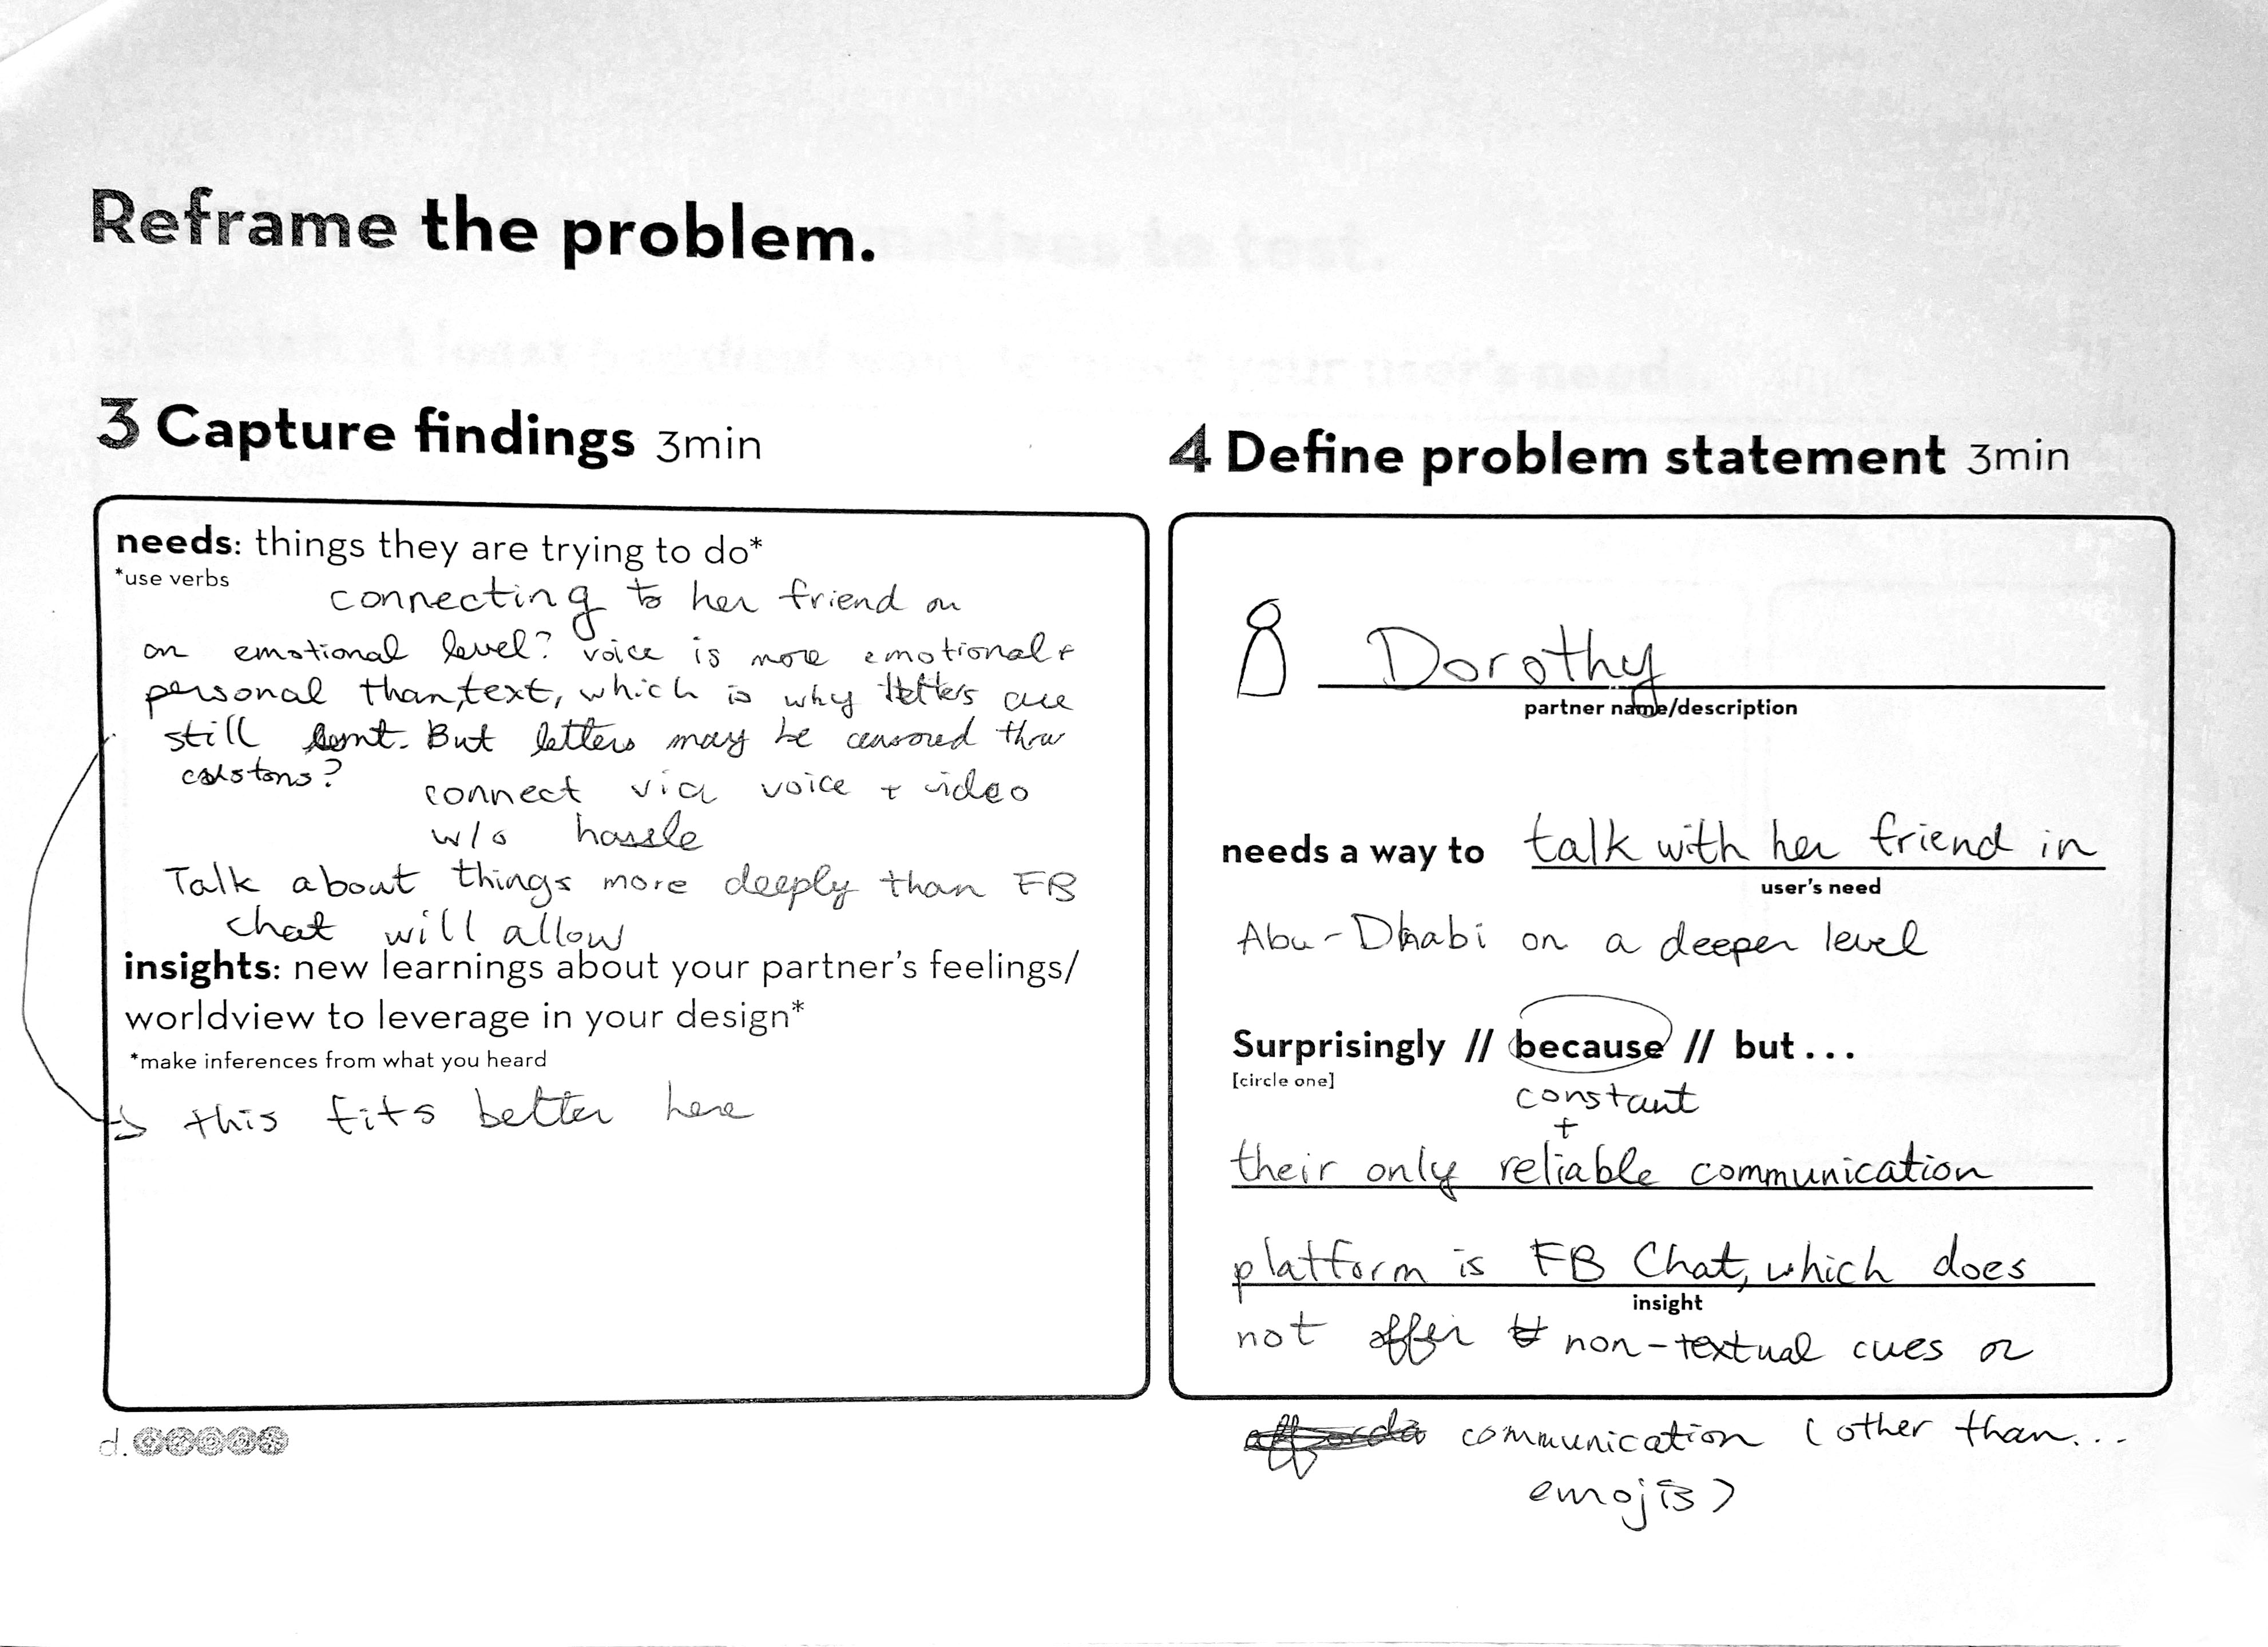 Reframe the problem.
3 Capture findings 3min
needs: things they are trying to do*
*use verbs
connecting to her friend on
an emotional level? voice is more emotional +
personal than text, which is why letters are
still sent. But letters may be censored thru
customs?
connect via voice + video
w/o hassle
Talk about things more deeply than FB
chat will allow
insights: new learnings about your partner's feelings/
worldview to leverage in your design*
*make inferences from what you heard
this fits better here
d.
4 Define problem statement 3min
Dorothy
partner name/description
needs a way to talk with her friend in
user's need
Abu-Dhabi on a deeper level
Surprisingly // because // but...
[circle one]
constant
+
their only reliable communication
platform is FB Chat, which does
insight
not offer non-textual cues or
communication (other than...
emojis)